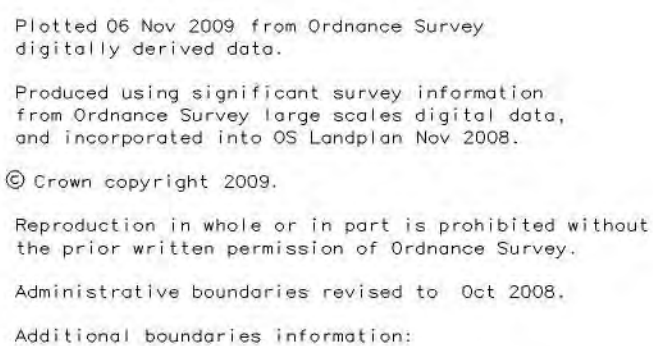 Plotted 06 Nov 2009 from Ordnance Survey
digitally derived data.
Produced using significant survey information
from Ordnance Survey large scales digital data,
and incorporated into OS Landplan Nov 2008.
© Crown copyright 2009.
Reproduction in whole or in part is prohibited without
the prior written permission of Ordnance Survey.
Administrative boundaries revised to Oct 2008.
Additional boundaries information: